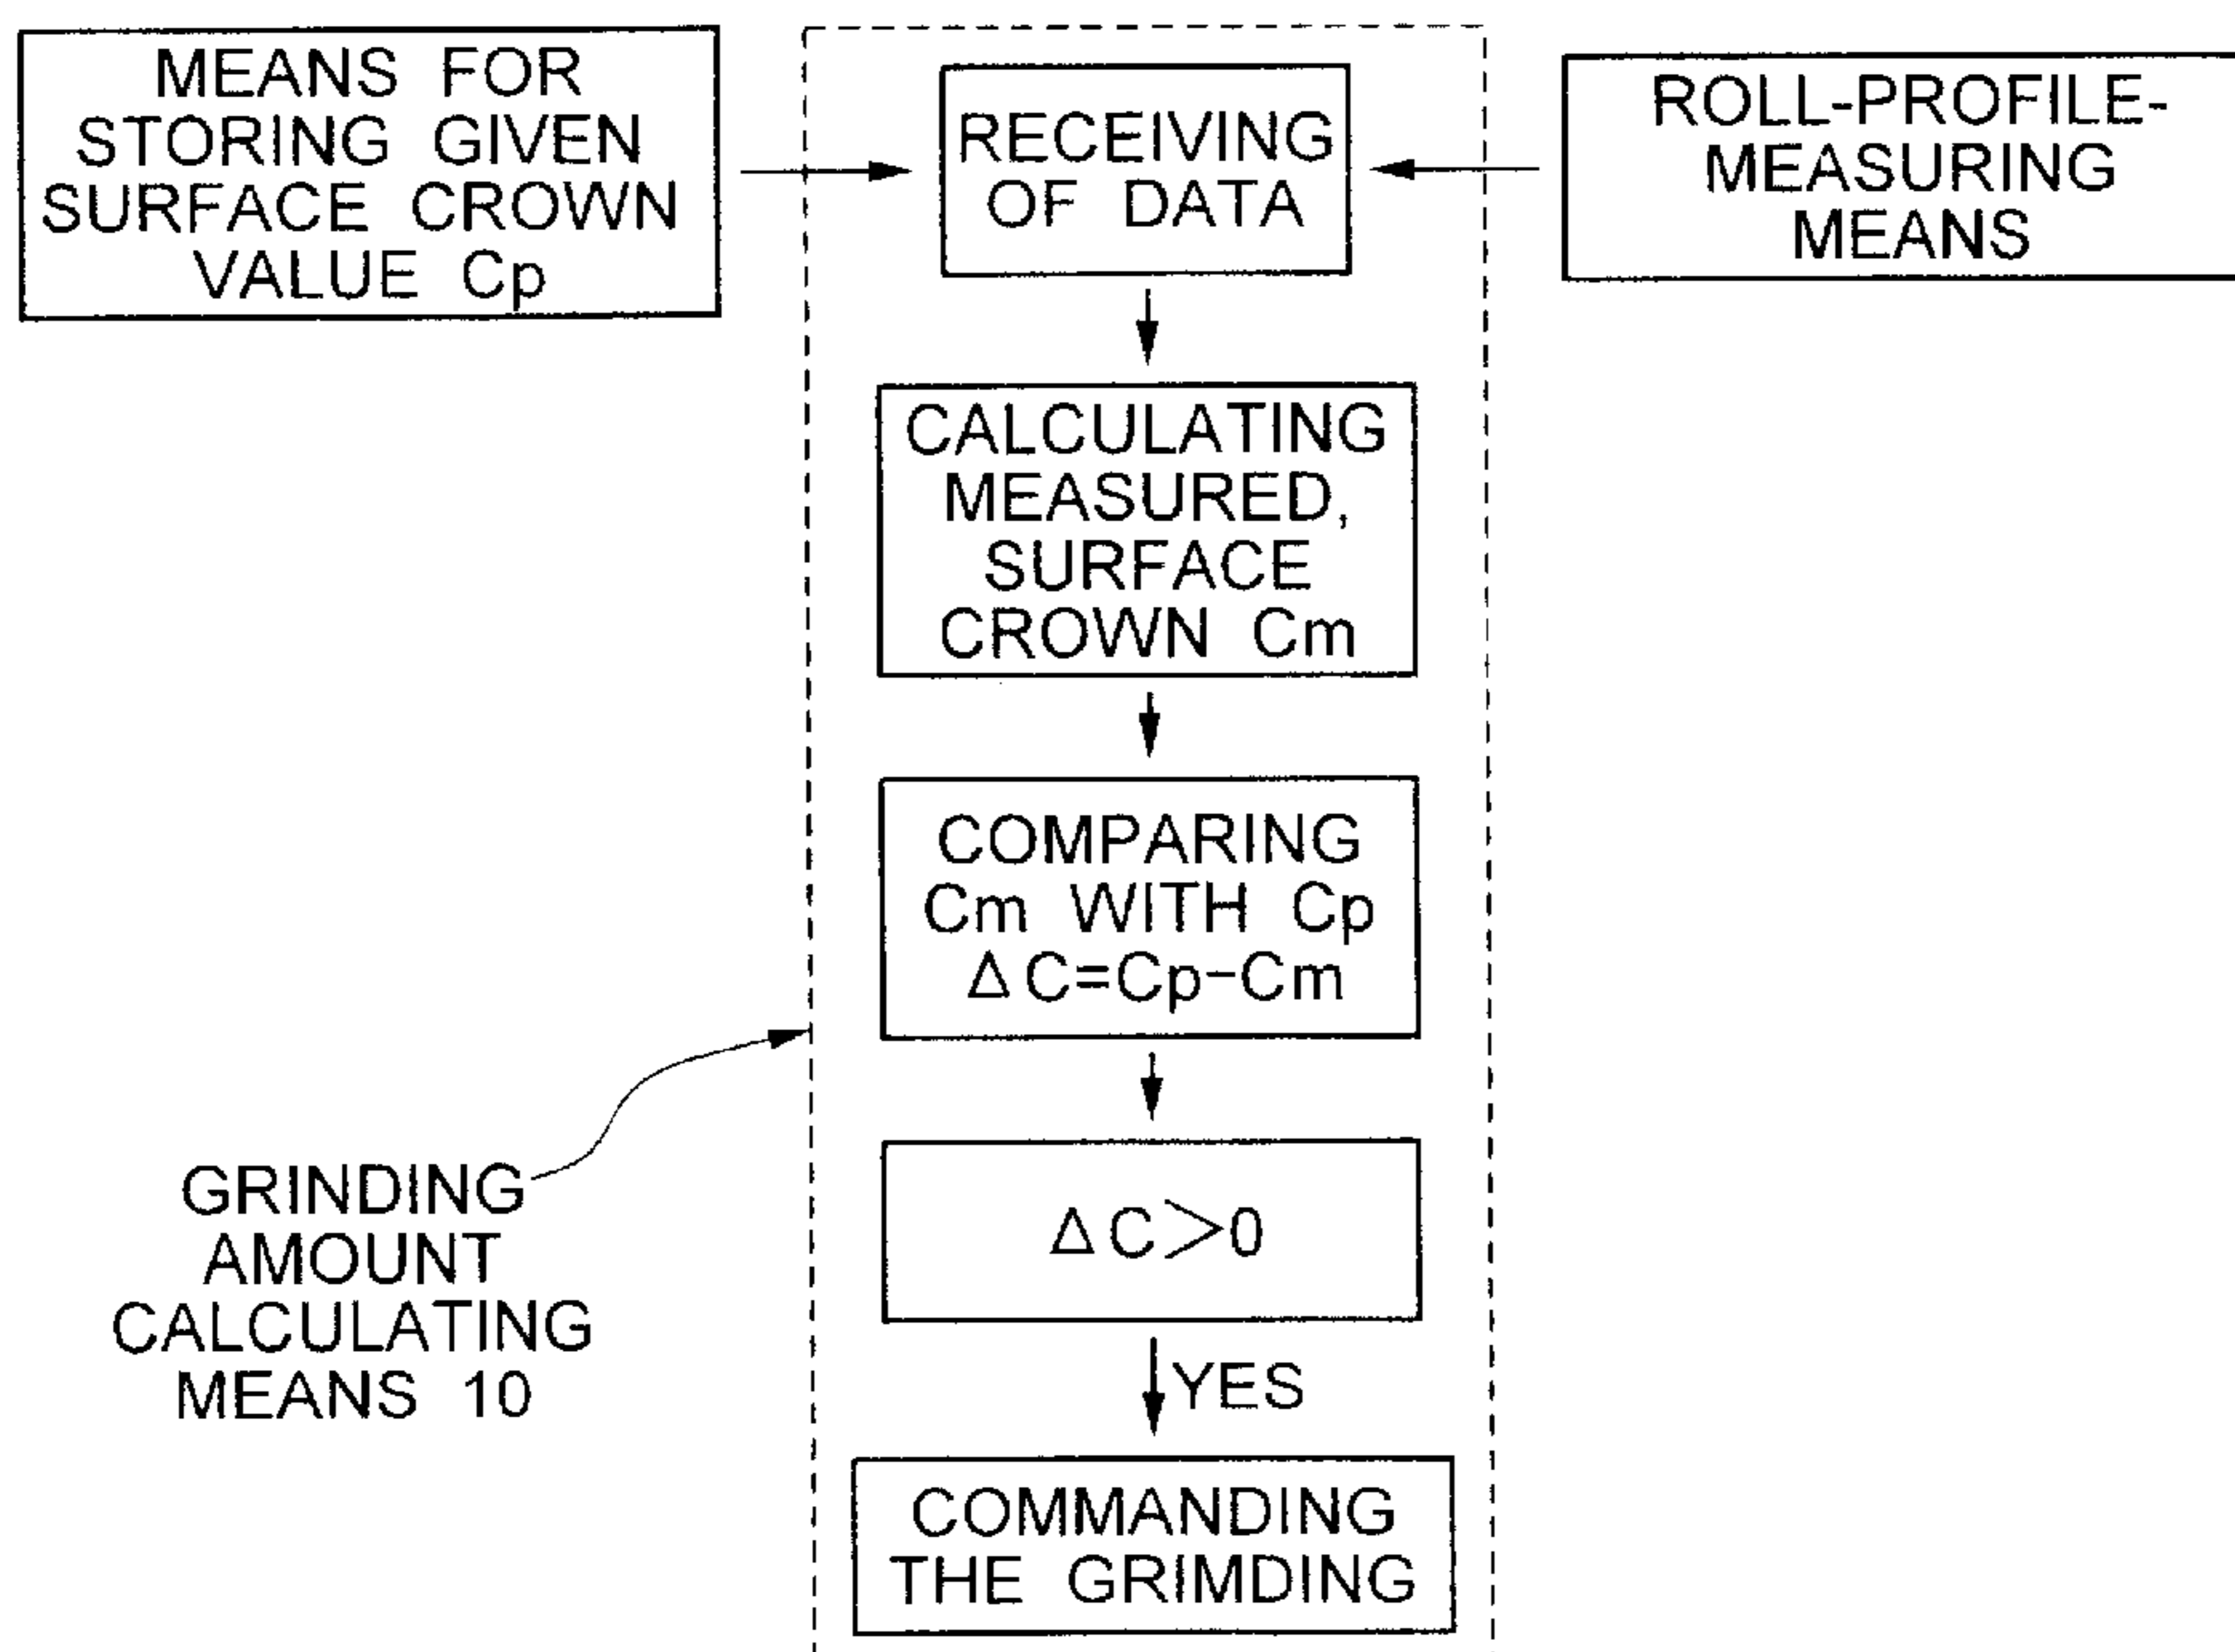 MEANS FOR
STORING GIVEN
SURFACE CROWN
VALUE Cp
RECEIVING
OF DATA
ROLL-PROFILE-
MEASURING
MEANS
CALCULATING
MEASURED,
SURFACE
CROWN Cm
COMPARING
Cm WITH Cp
ΔC=Cp-Cm
GRINDING
AMOUNT
CALCULATING
MEANS 10
ΔC>0
YES
COMMANDING
THE GRIMDING